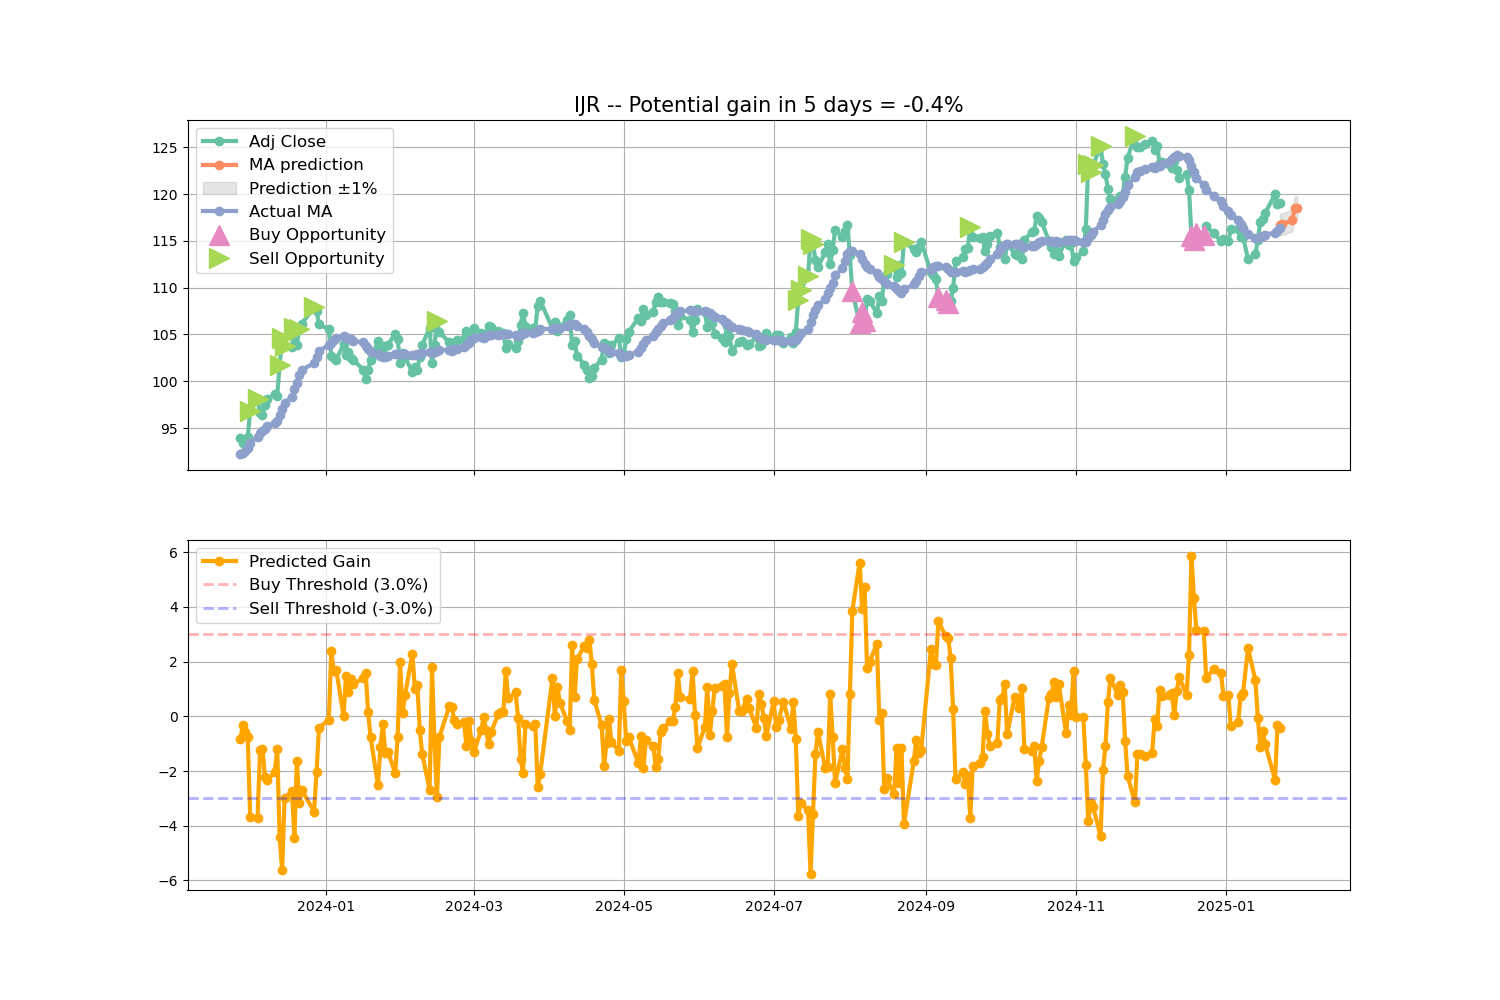 IJR -- Potential gain in 5 days = -0.4%
Adj Close
MA prediction
Prediction ±1%
Actual MA
Buy Opportunity
Sell Opportunity
125
120
115
110
105
100
95
Predicted Gain
Buy Threshold (3.0%)
Sell Threshold (-3.0%)
6
4
2
0
−2
−4
−6
2024-01 2024-03 2024-05 2024-07 2024-09 2024-11 2025-01